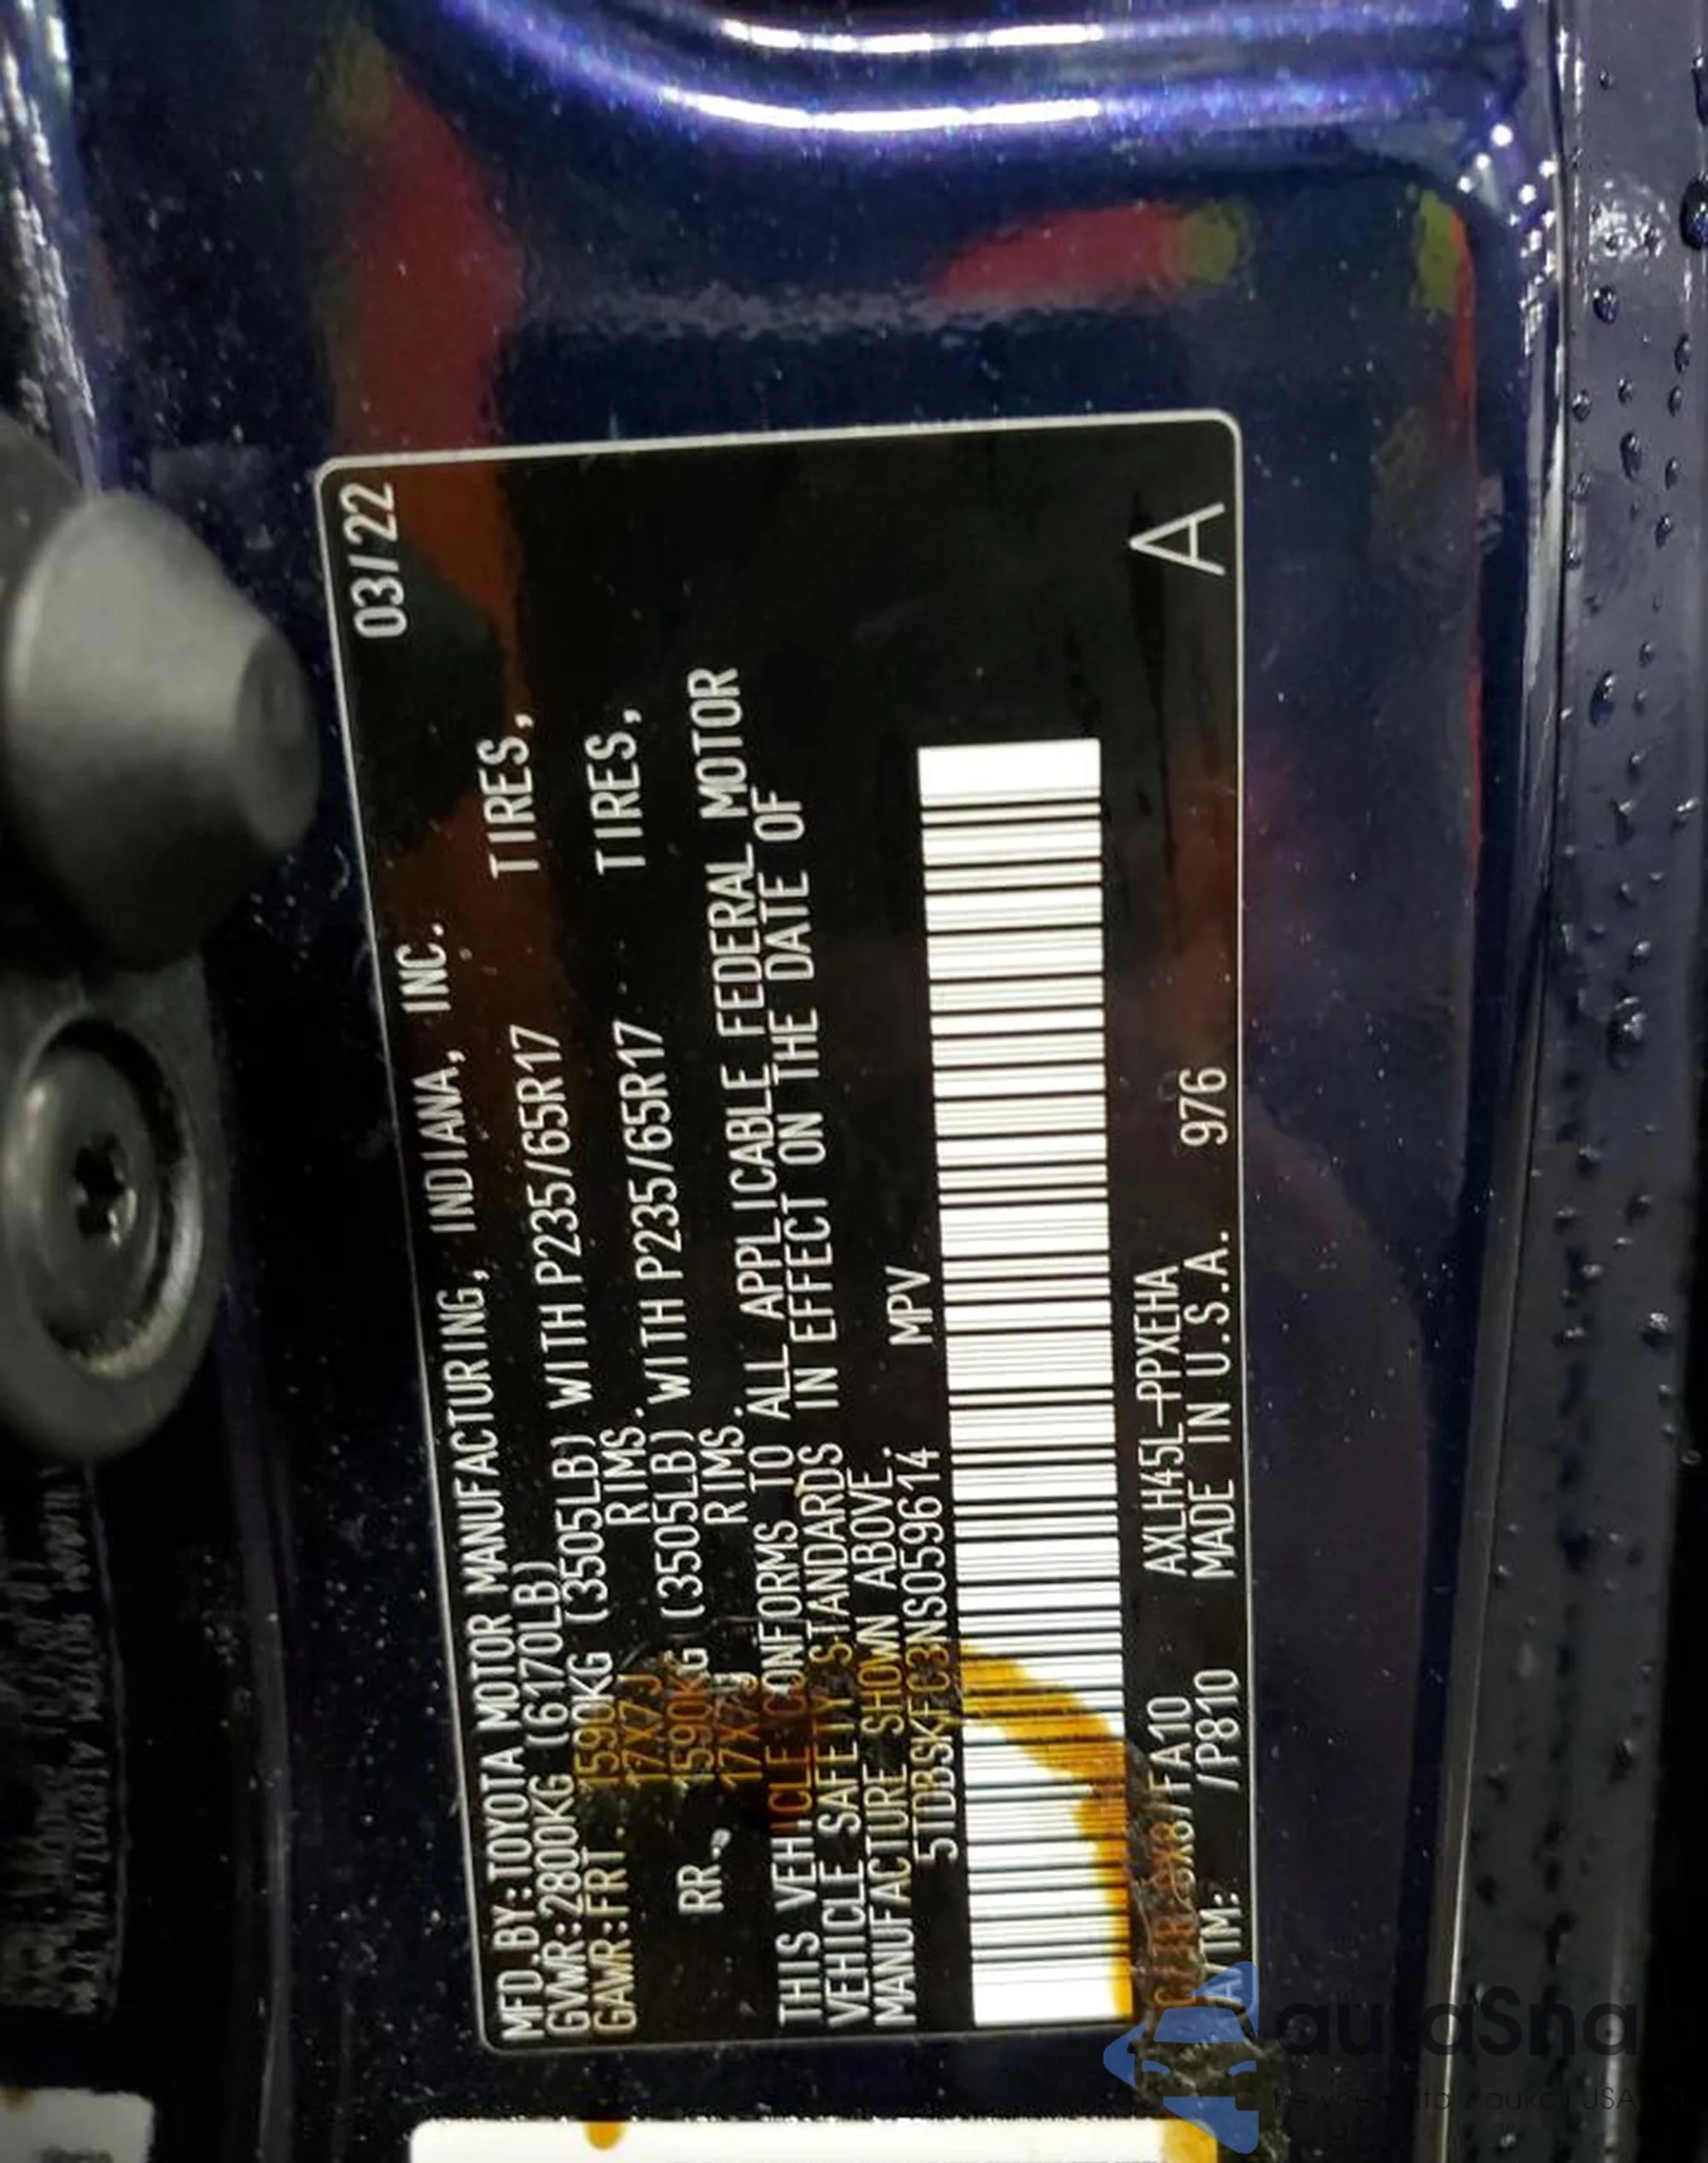 03/22
MFD.BY:TOYOTA MOTOR MANUFACTURING, INDIANA, INC.
GVWR:2800KG (6170LB)
GAWR:FRT. 1590KG (3505LB) WITH P235/65R17 TIRES,
17X7J RIMS.
RR., 1590KG (3505LB) WITH P235/65R17 TIRES,
17X7J RIMS.
THIS VEHICLE CONFORMS TO ALL APPLICABLE FEDERAL MOTOR
VEHICLE SAFETY STANDARDS IN EFFECT ON THE DATE OF
MANUFACTURE SHOWN ABOVE.
5TDBSKFC3NS059614 MPV
C/TR: 8X8/FA10 AXLH45L-PPXEHA
A/TM: /P810 MADE IN U.S.A. 976
A